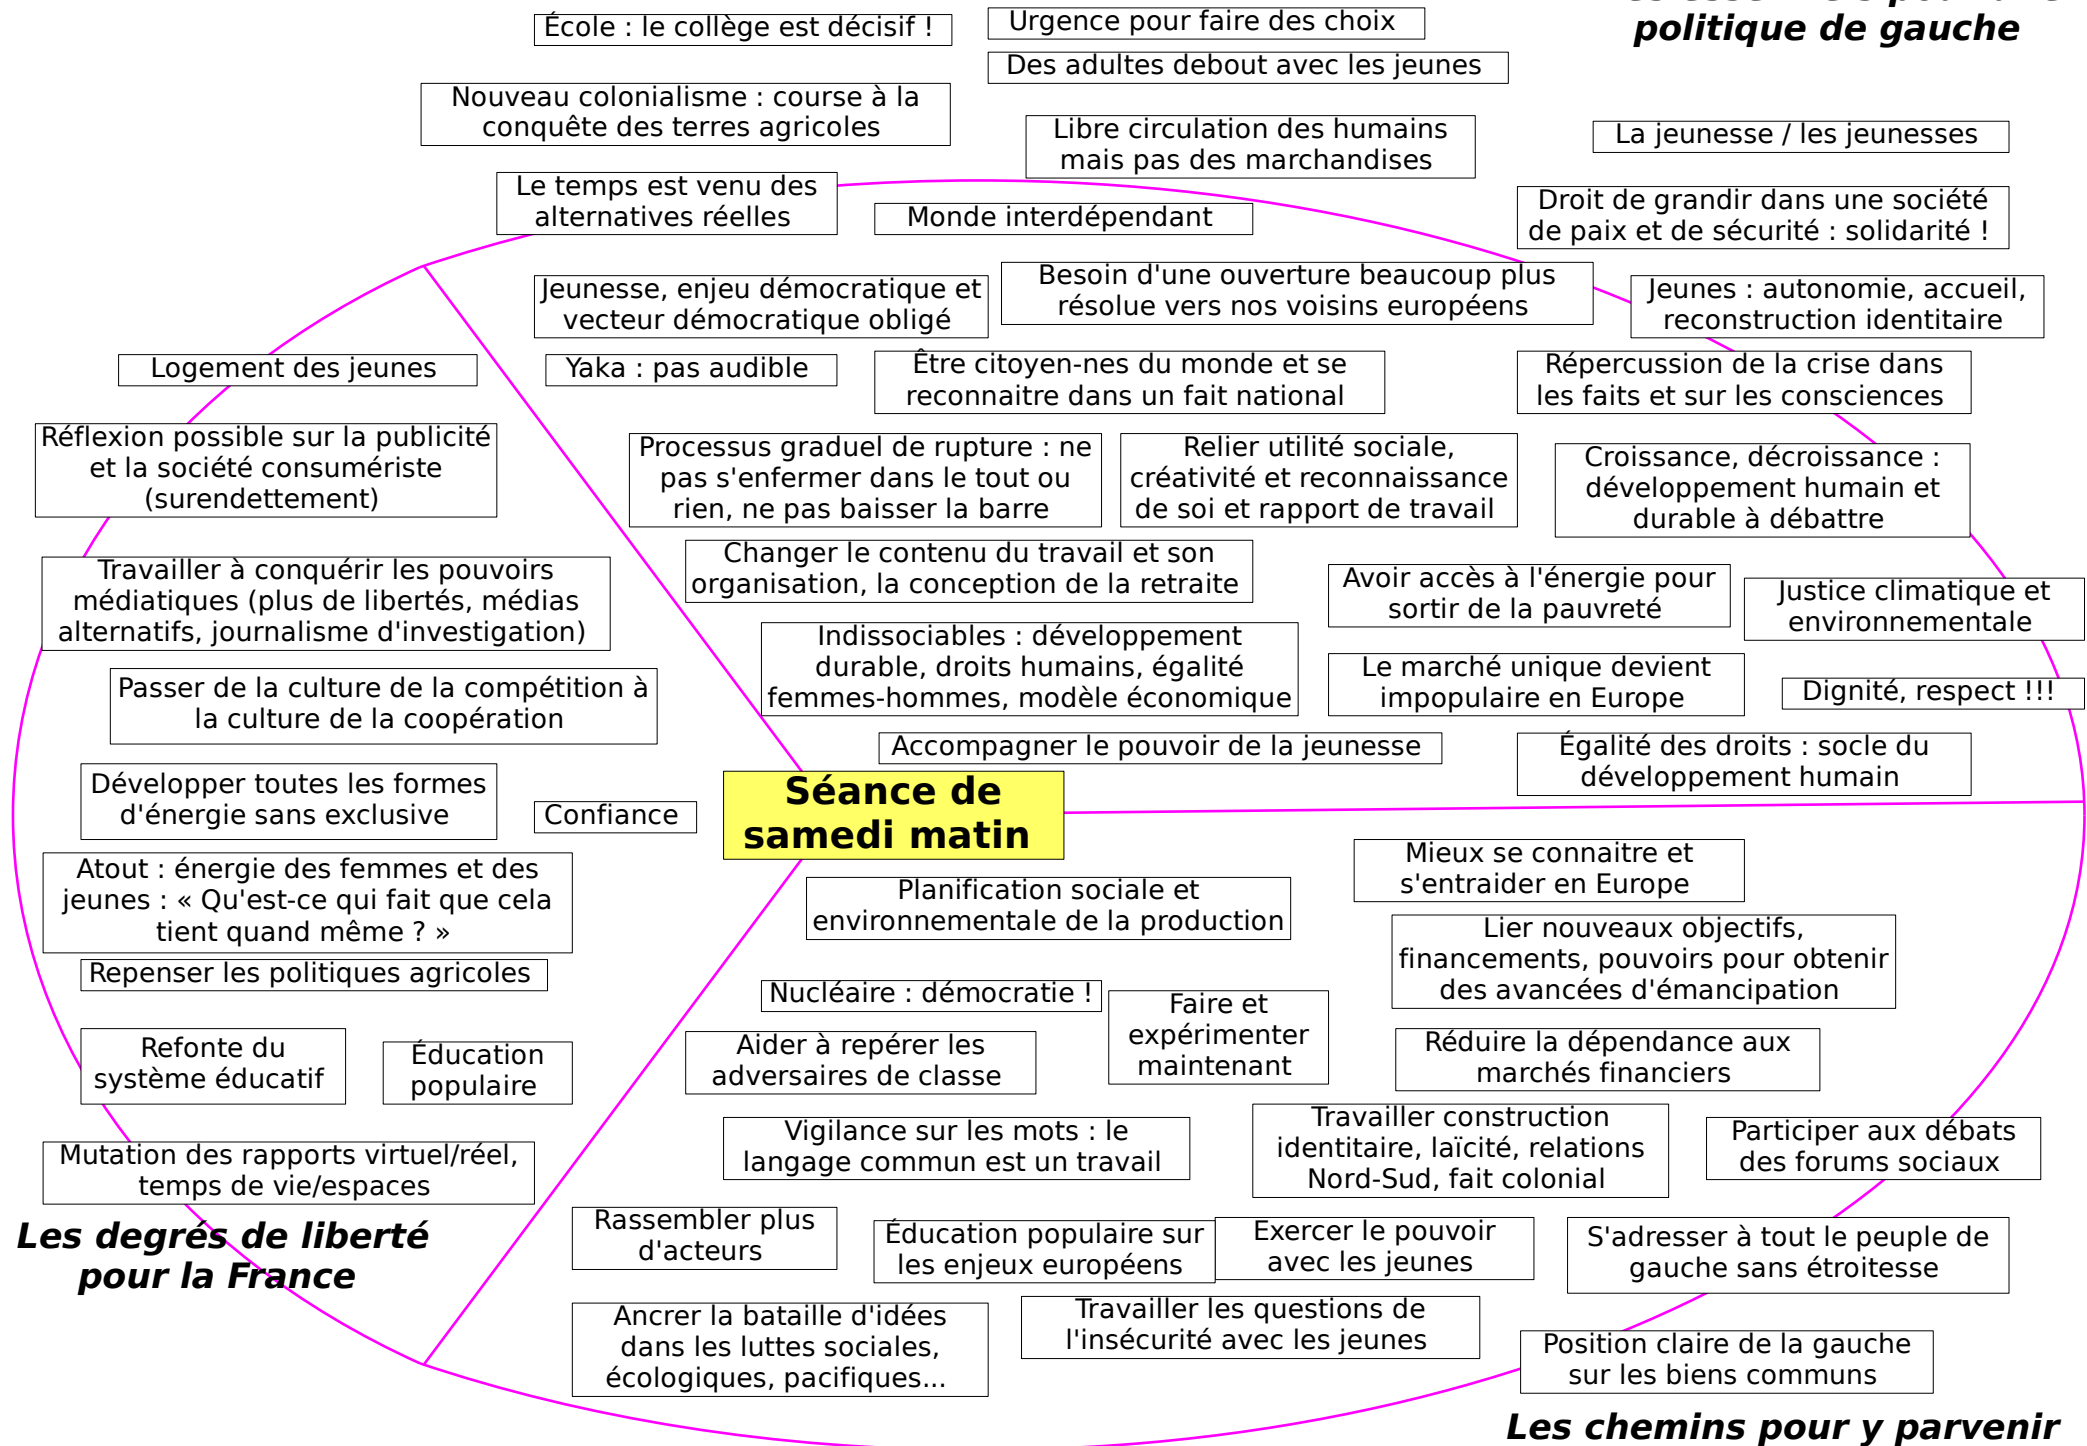 politique de gauche
École : le collège est décisif !
Urgence pour faire des choix
Des adultes debout avec les jeunes
Nouveau colonialisme : course à la
conquête des terres agricoles
Libre circulation des humains
mais pas des marchandises
La jeunesse / les jeunesses
Le temps est venu des
alternatives réelles
Monde interdépendant
Droit de grandir dans une société
de paix et de sécurité : solidarité !
Jeunesse, enjeu démocratique et
vecteur démocratique obligé
Besoin d'une ouverture beaucoup plus
résolue vers nos voisins européens
Jeunes : autonomie, accueil,
reconstruction identitaire
Logement des jeunes
Yaka : pas audible
Être citoyen-nes du monde et se
reconnaitre dans un fait national
Répercussion de la crise dans
les faits et sur les consciences
Réflexion possible sur la publicité
et la société consumériste
(surendettement)
Processus graduel de rupture : ne
pas s'enfermer dans le tout ou
rien, ne pas baisser la barre
Relier utilité sociale,
créativité et reconnaissance
de soi et rapport de travail
Croissance, décroissance :
développement humain et
durable à débattre
Travailler à conquérir les pouvoirs
médiatiques (plus de libertés, médias
alternatifs, journalisme d'investigation)
Changer le contenu du travail et son
organisation, la conception de la retraite
Avoir accès à l'énergie pour
sortir de la pauvreté
Justice climatique et
environnementale
Indissociables : développement
durable, droits humains, égalité
femmes-hommes, modèle économique
Le marché unique devient
impopulaire en Europe
Dignité, respect !!!
Passer de la culture de la compétition à
la culture de la coopération
Accompagner le pouvoir de la jeunesse
Égalité des droits : socle du
développement humain
Développer toutes les formes
d'énergie sans exclusive
Confiance
Séance de
samedi matin
Atout : énergie des femmes et des
jeunes : « Qu'est-ce qui fait que cela
tient quand même ? »
Planification sociale et
environnementale de la production
Mieux se connaitre et
s'entraider en Europe
Lier nouveaux objectifs,
financements, pouvoirs pour obtenir
des avancées d'émancipation
Repenser les politiques agricoles
Nucléaire : démocratie !
Faire et
expérimenter
maintenant
Refonte du
système éducatif
Éducation
populaire
Aider à repérer les
adversaires de classe
Réduire la dépendance aux
marchés financiers
Mutation des rapports virtuel/réel,
temps de vie/espaces
Vigilance sur les mots : le
langage commun est un travail
Travailler construction
identitaire, laïcité, relations
Nord-Sud, fait colonial
Participer aux débats
des forums sociaux
Les degrés de liberté
pour la France
Rassembler plus
d'acteurs
Éducation populaire sur
les enjeux européens
Exercer le pouvoir
avec les jeunes
S'adresser à tout le peuple de
gauche sans étroitesse
Ancrer la bataille d'idées
dans les luttes sociales,
écologiques, pacifiques...
Travailler les questions de
l'insécurité avec les jeunes
Position claire de la gauche
sur les biens communs
Les chemins pour y parvenir